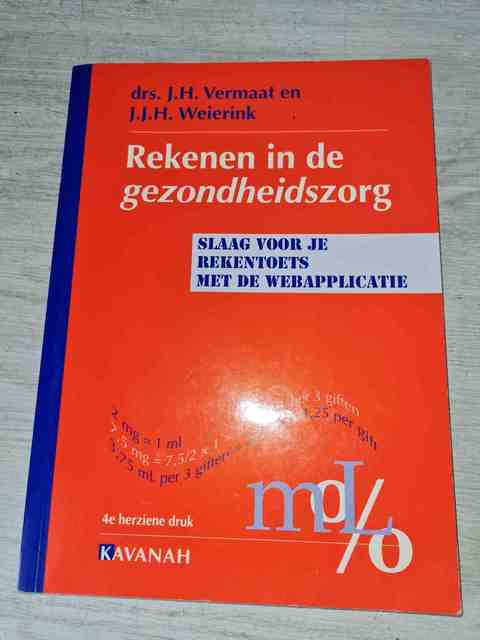 drs. J.H. Vermaat en
J.J.H. Weierink
Rekenen in de
gezondheidszorg
SLAAG VOOR JE
REKENTOETS
MET DE WEBAPPLICATIE
per 3 giften
1,25 per gift
2 mg = 1 ml
7,5 mg = 7,5/2 x 1
3,75 mL per 3 giften
mL
%
4e herziene druk
KAVANAH